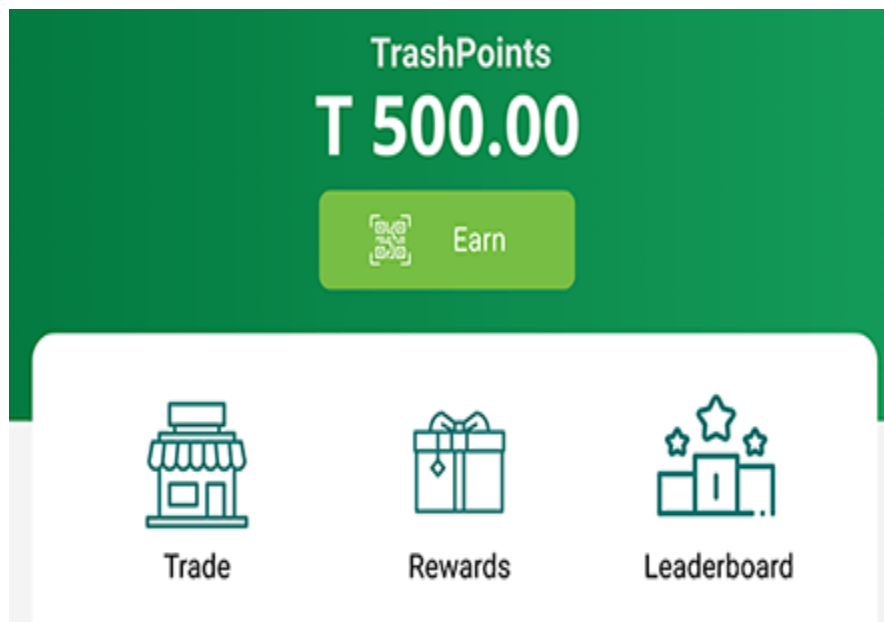 TrashPoints
T 500.00
Earn
Trade
Rewards
Leaderboard